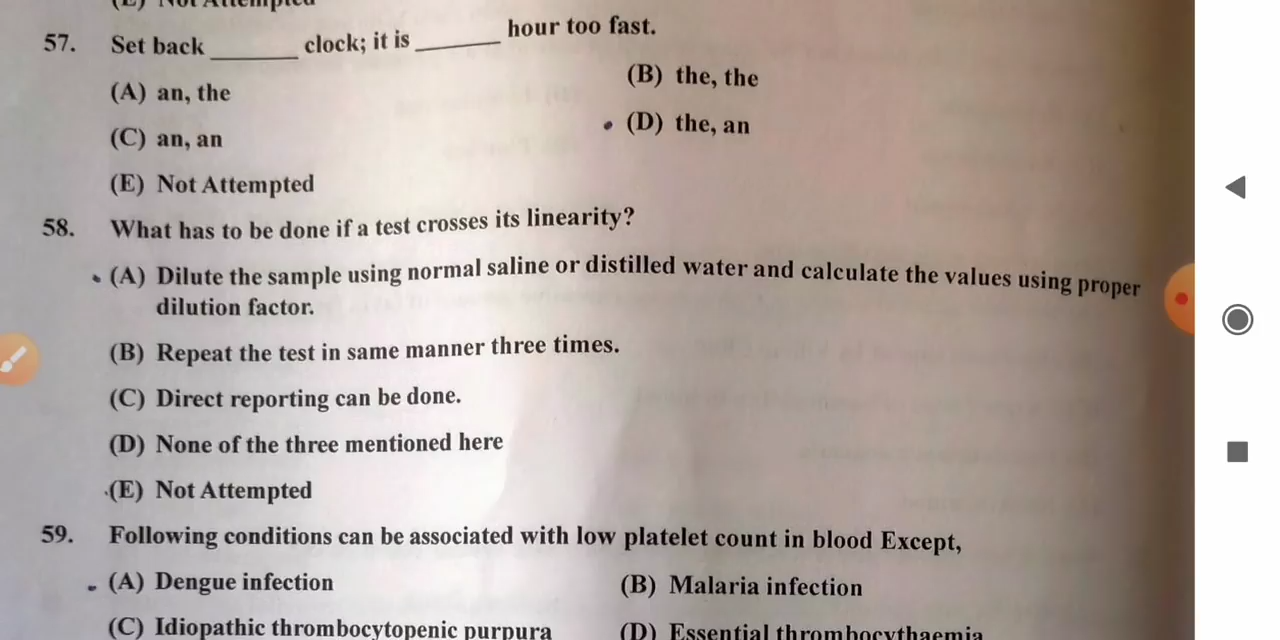 (E) Not Attempted
57. Set back ______ clock; it is ______ hour too fast.
(A) an, the (B) the, the
(C) an, an (D) the, an
(E) Not Attempted
58. What has to be done if a test crosses its linearity?
(A) Dilute the sample using normal saline or distilled water and calculate the values using proper
dilution factor.
(B) Repeat the test in same manner three times.
(C) Direct reporting can be done.
(D) None of the three mentioned here
(E) Not Attempted
59. Following conditions can be associated with low platelet count in blood Except,
(A) Dengue infection (B) Malaria infection
(C) Idiopathic thrombocytopenic purpura (D) Essential thrombocythaemia